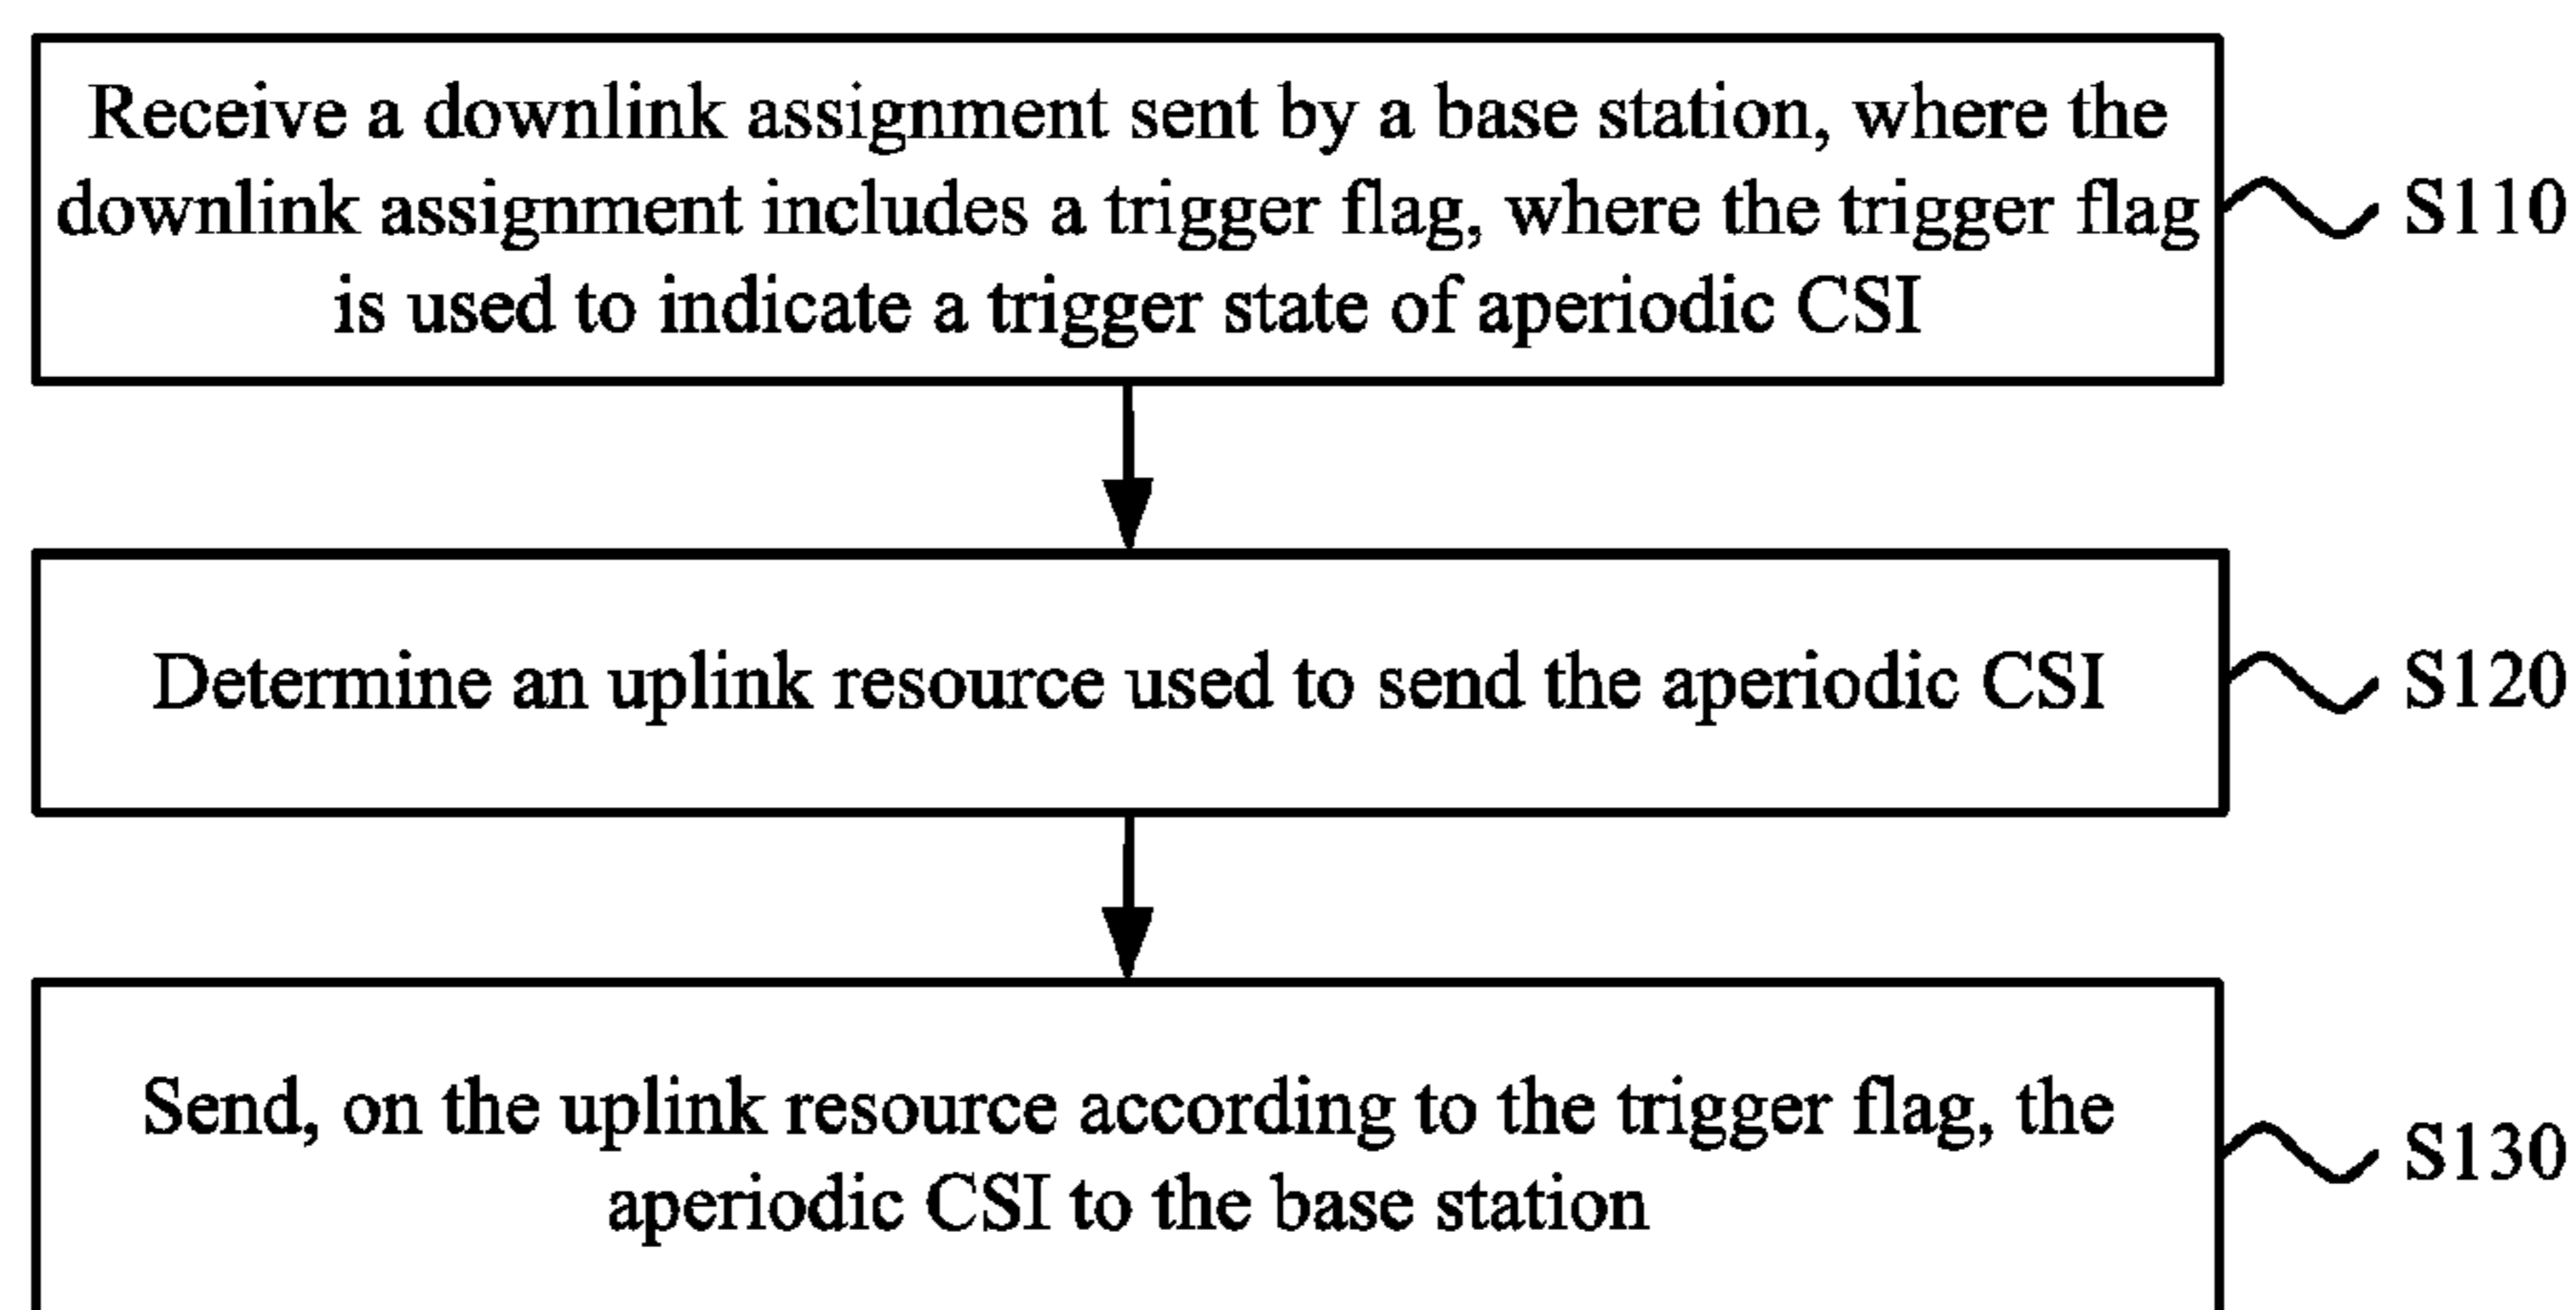 Receive a downlink assignment sent by a base station, where the
downlink assignment includes a trigger flag, where the trigger flag
is used to indicate a trigger state of aperiodic CSI
S110
Determine an uplink resource used to send the aperiodic CSI
S120
Send, on the uplink resource according to the trigger flag, the
aperiodic CSI to the base station
S130